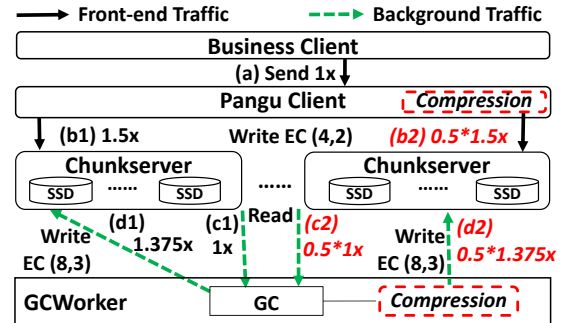 Front-end Traffic Background Traffic
Business Client
(a) Send 1x
Pangu Client Compression
(b1) 1.5x Write EC (4,2) (b2) 0.5*1.5x
Chunkserver Chunkserver
SSD ...... SSD ...... SSD ...... SSD
Write EC (8,3) (d1) 1.375x (c1) 1x Read (c2) 0.5*1x Write EC (8,3) (d2) 0.5*1.375x
GCWorker GC Compression